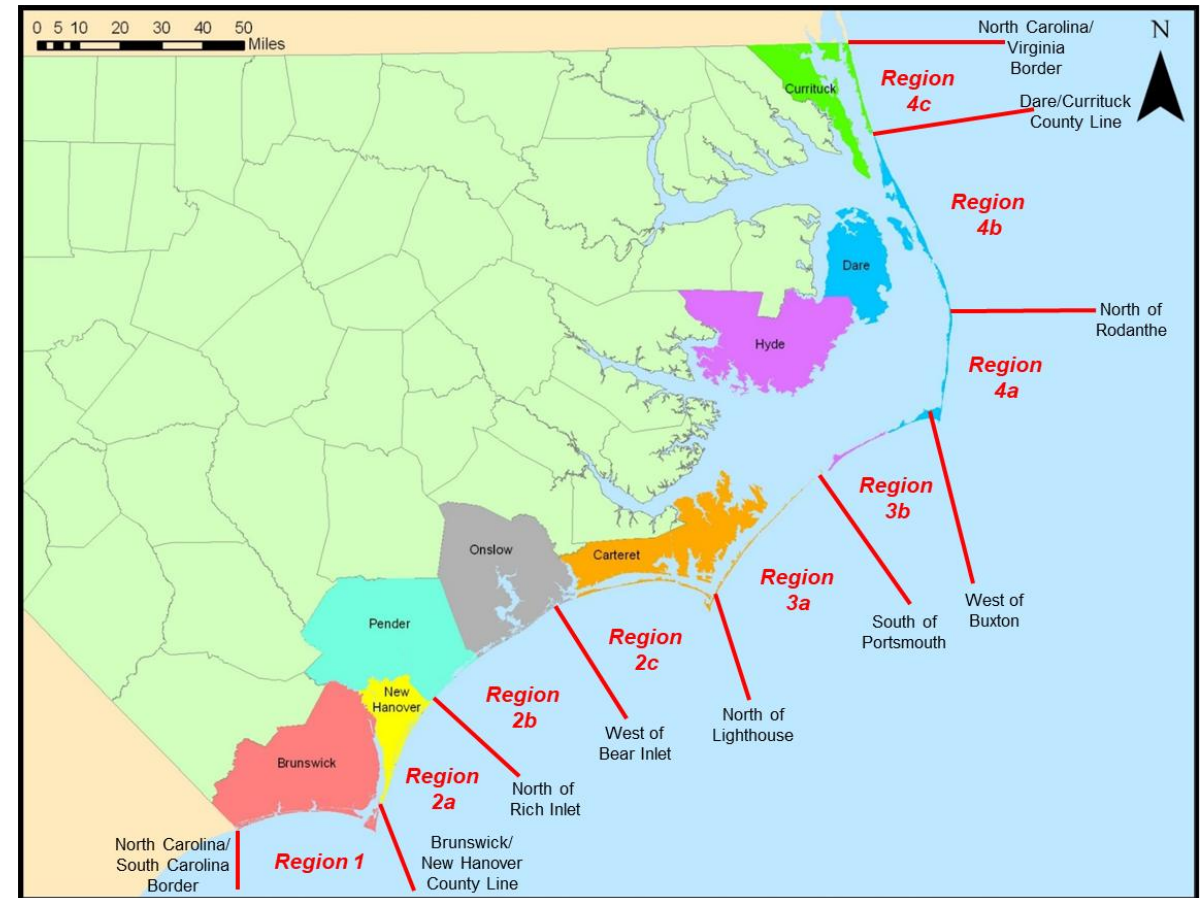 0 5 10 20 30 40 50
Miles
North Carolina/
Virginia
Border
N
Region
4c
Currituck
Dare/Currituck
County Line
Region
4b
Dare
North of
Rodanthe
Hyde
Region
4a
Region
3b
Onslow
Carteret
Region
3a
West of
Buxton
South of
Portsmouth
Pender
Region
2c
New
Hanover
Region
2b
North of
Lighthouse
West of
Bear Inlet
Brunswick
Region
2a
North of
Rich Inlet
North Carolina/
South Carolina
Border
Region 1
Brunswick/
New Hanover
County Line